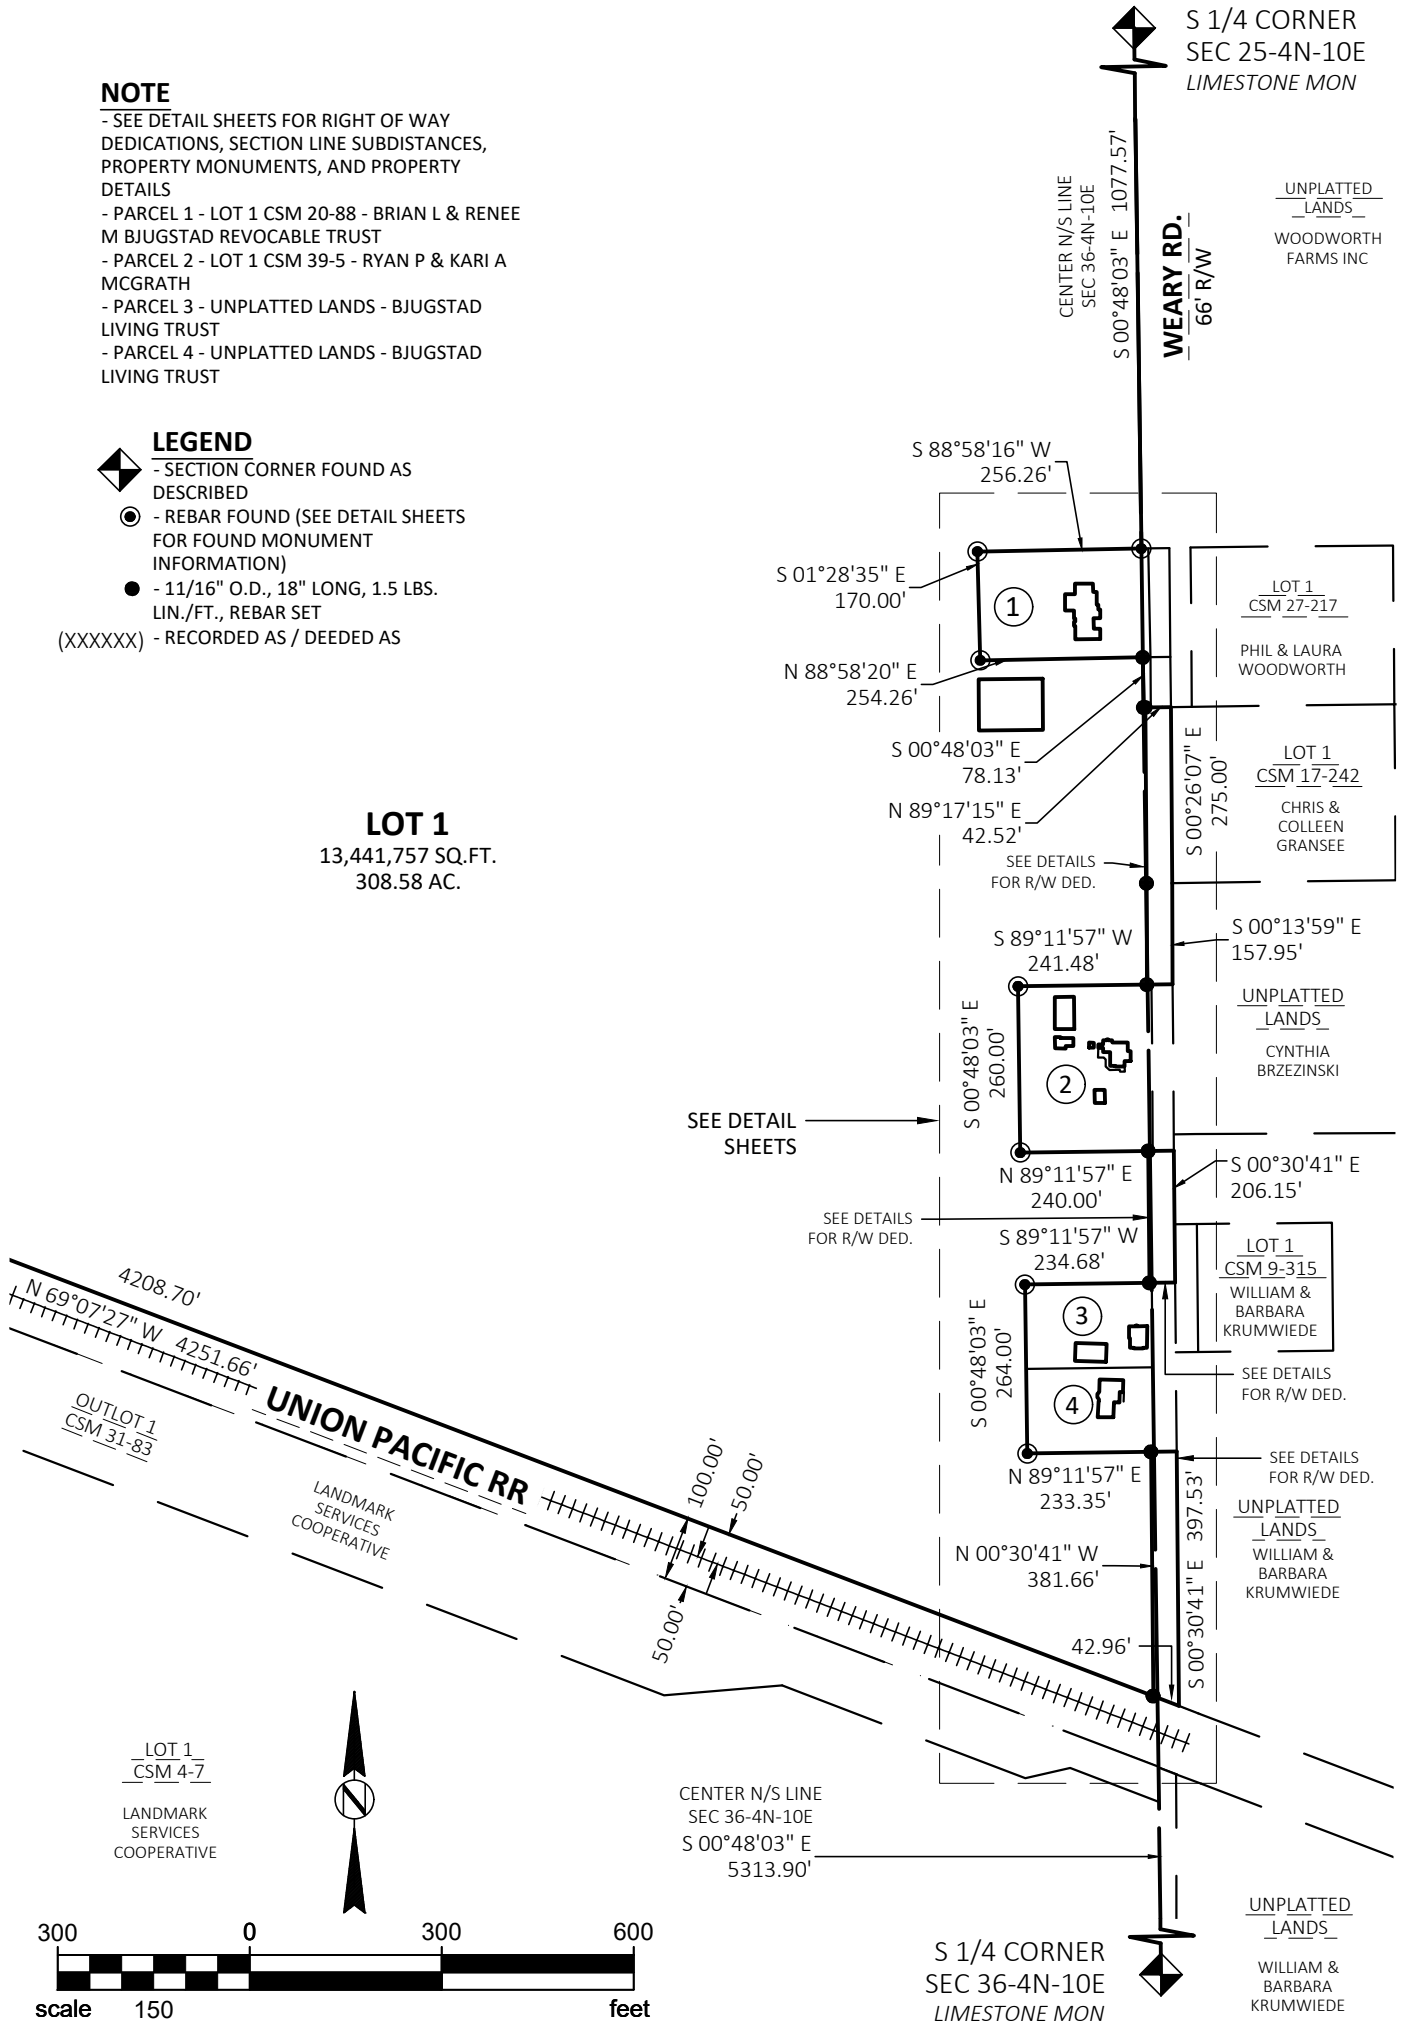 S 1/4 CORNER
SEC 25-4N-10E
LIMESTONE MON
NOTE
- SEE DETAIL SHEETS FOR RIGHT OF WAY
DEDICATIONS, SECTION LINE SUBDISTANCES,
PROPERTY MONUMENTS, AND PROPERTY
DETAILS
- PARCEL 1 - LOT 1 CSM 20-88 - BRIAN L & RENEE
M BJUGSTAD REVOCABLE TRUST
- PARCEL 2 - LOT 1 CSM 39-5 - RYAN P & KARI A
MCGRATH
- PARCEL 3 - UNPLATTED LANDS - BJUGSTAD
LIVING TRUST
- PARCEL 4 - UNPLATTED LANDS - BJUGSTAD
LIVING TRUST
LEGEND
- SECTION CORNER FOUND AS
DESCRIBED
- REBAR FOUND (SEE DETAIL SHEETS
FOR FOUND MONUMENT
INFORMATION)
- 11/16" O.D., 18" LONG, 1.5 LBS.
LIN./FT., REBAR SET
(XXXXXX) - RECORDED AS / DEEDED AS
CENTER N/S LINE
SEC 36-4N-10E
S 00°48'03" E 1077.57'
WEARY RD.
66' R/W
UNPLATTED
LANDS
WOODWORTH
FARMS INC
S 88°58'16" W
256.26'
S 01°28'35" E
170.00'
1
N 88°58'20" E
254.26'
LOT 1
CSM 27-217
PHIL & LAURA
WOODWORTH
S 00°48'03" E
78.13'
N 89°17'15" E
42.52'
S 00°26'07" E
275.00'
LOT 1
CSM 17-242
CHRIS &
COLLEEN
GRANSEE
LOT 1
13,441,757 SQ.FT.
308.58 AC.
SEE DETAILS
FOR R/W DED.
S 89°11'57" W
241.48'
S 00°13'59" E
157.95'
UNPLATTED
LANDS
CYNTHIA
BRZEZINSKI
S 00°48'03" E
260.00'
2
SEE DETAIL
SHEETS
N 89°11'57" E
240.00'
S 00°30'41" E
206.15'
SEE DETAILS
FOR R/W DED.
S 89°11'57" W
234.68'
LOT 1
CSM 9-315
WILLIAM &
BARBARA
KRUMWIEDE
S 00°48'03" E
264.00'
3
4
SEE DETAILS
FOR R/W DED.
4208.70'
N 69°07'27" W 4251.66'
UNION PACIFIC RR
OUTLOT 1
CSM 31-83
LANDMARK
SERVICES
COOPERATIVE
100.00'
50.00'
50.00'
N 89°11'57" E
233.35'
SEE DETAILS
FOR R/W DED.
UNPLATTED
LANDS
WILLIAM &
BARBARA
KRUMWIEDE
N 00°30'41" W
381.66'
S 00°30'41" E 397.53'
42.96'
LOT 1
CSM 4-7
LANDMARK
SERVICES
COOPERATIVE
N
CENTER N/S LINE
SEC 36-4N-10E
S 00°48'03" E
5313.90'
UNPLATTED
LANDS
WILLIAM &
BARBARA
KRUMWIEDE
S 1/4 CORNER
SEC 36-4N-10E
LIMESTONE MON
300 0 300 600
scale 150 feet